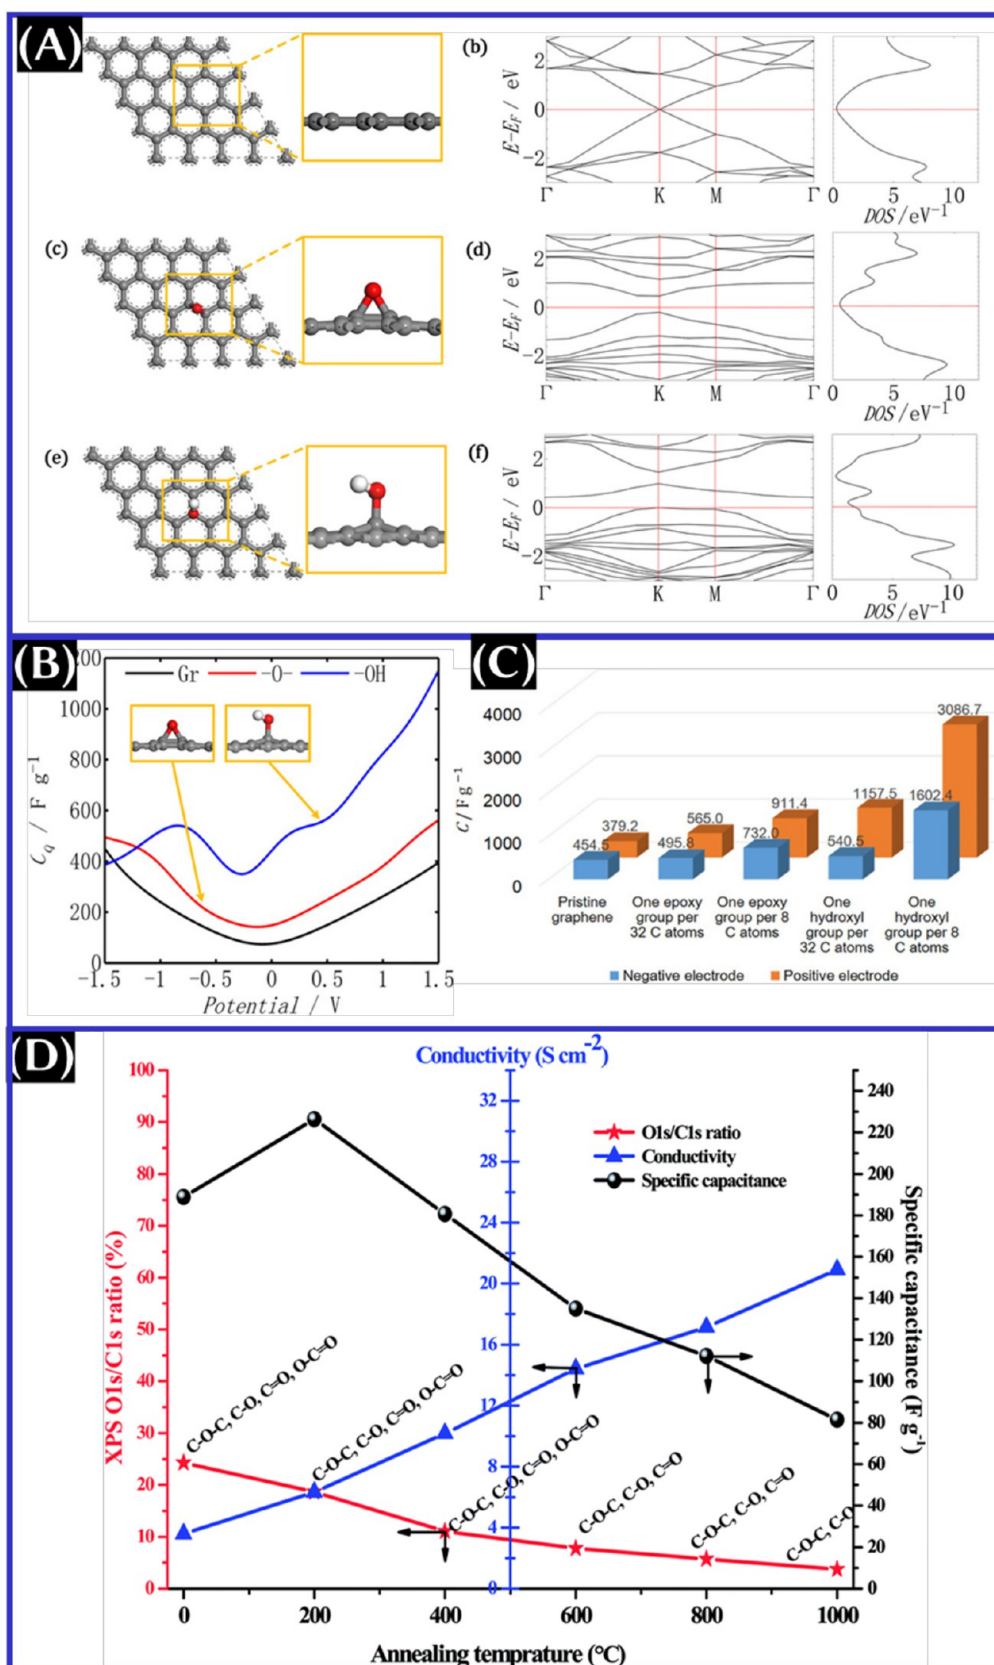 (A)
(b)
2
0
−2
E−E_F / eV
Γ K M Γ
0 5 10
DOS/eV⁻¹
(c)
(d)
2
0
−2
E−E_F / eV
Γ K M Γ
0 5 10
DOS/eV⁻¹
(e)
(f)
2
0
−2
E−E_F / eV
Γ K M Γ
0 5 10
DOS/eV⁻¹
(B)
Gr -O- -OH
C_Q / F g⁻¹
200
1000
800
600
400
200
0
−1.5 −1 −0.5 0 0.5 1 1.5
Potential / V
(C)
C/F g⁻¹
4000
3000
2000
1000
0
379.2 565.0 911.4 1157.5 3086.7
454.5 495.8 732.0 540.5 1602.4
Pristine graphene
One epoxy group per 32 C atoms
One epoxy group per 8 C atoms
One hydroxyl group per 32 C atoms
One hydroxyl group per 8 C atoms
Negative electrode Positive electrode
(D)
Conductivity (S cm⁻²)
XPS O1s/C1s ratio (%)
100
90
80
70
60
50
40
30
20
10
0
32
28
24
20
16
12
8
4
0
O1s/C1s ratio
Conductivity
Specific capacitance
240
220
200
180
160
140
120
100
80
60
40
20
0
Specific capacitance (F g⁻¹)
C-O-C, C-O, C=O, O-C=O
C-O-C, C-O, C=O, O-C=O
C-O-C, C-O, C=O, O-C=O
C-O-C, C-O, C=O
C-O-C, C-O, C=O
C-O-C, C-O
0 200 400 600 800 1000
Annealing temprature (°C)